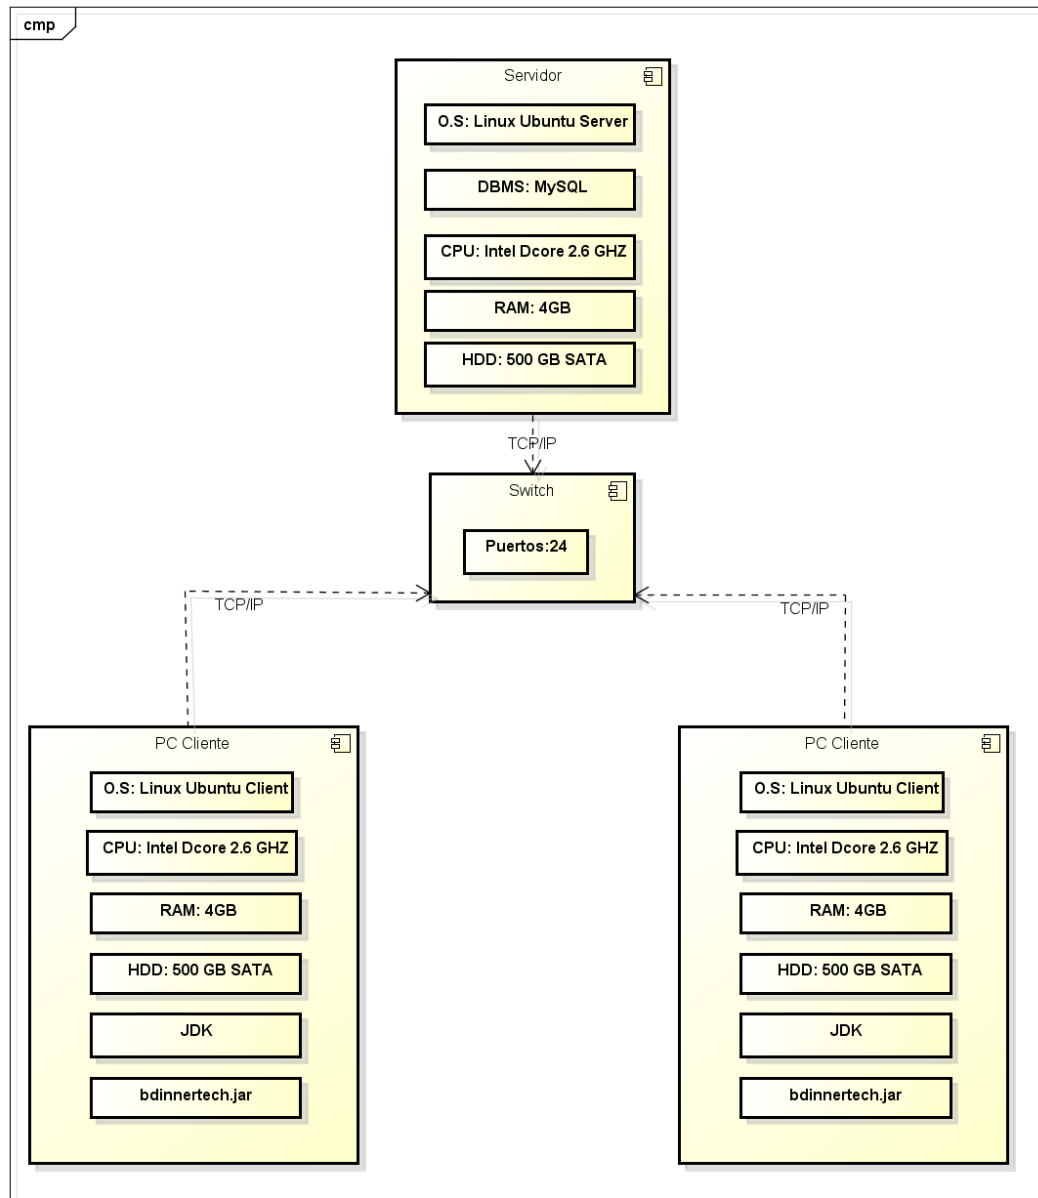 cmp
Servidor
O.S: Linux Ubuntu Server
DBMS: MySQL
CPU: Intel Dcore 2.6 GHZ
RAM: 4GB
HDD: 500 GB SATA
TCP/IP
Switch
Puertos:24
TCP/IP
TCP/IP
PC Cliente
O.S: Linux Ubuntu Client
CPU: Intel Dcore 2.6 GHZ
RAM: 4GB
HDD: 500 GB SATA
JDK
bdinnertech.jar
PC Cliente
O.S: Linux Ubuntu Client
CPU: Intel Dcore 2.6 GHZ
RAM: 4GB
HDD: 500 GB SATA
JDK
bdinnertech.jar